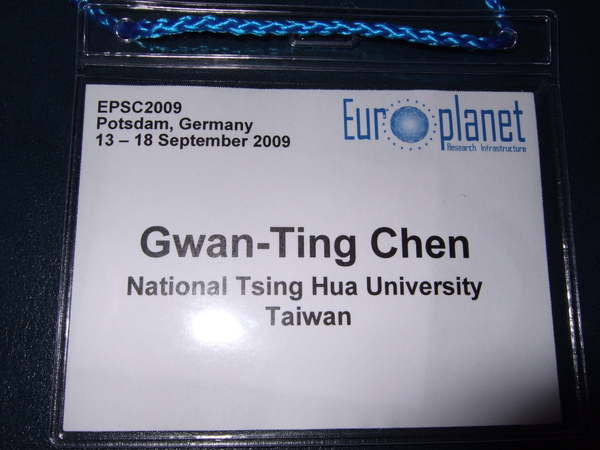 EPSC2009
Potsdam, Germany
13 – 18 September 2009
Europlanet
Research Infrastructure
Gwan-Ting Chen
National Tsing Hua University
Taiwan